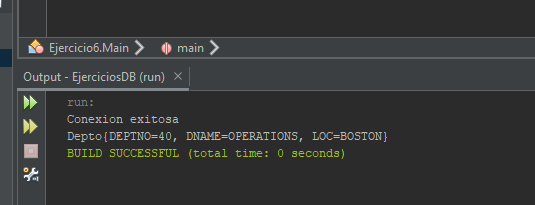 Ejercicio6.Main
main
Output - EjerciciosDB (run)
run:
Conexion exitosa
Depto{DEPTNO=40, DNAME=OPERATIONS, LOC=BOSTON}
BUILD SUCCESSFUL (total time: 0 seconds)